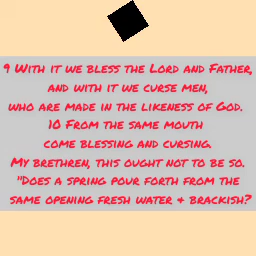 9 With it we bless the Lord and Father,
and with it we curse men,
who are made in the likeness of God.
10 From the same mouth
come blessing and cursing.
My brethren, this ought not to be so.
"Does a spring pour forth from the
same opening fresh water & brackish?